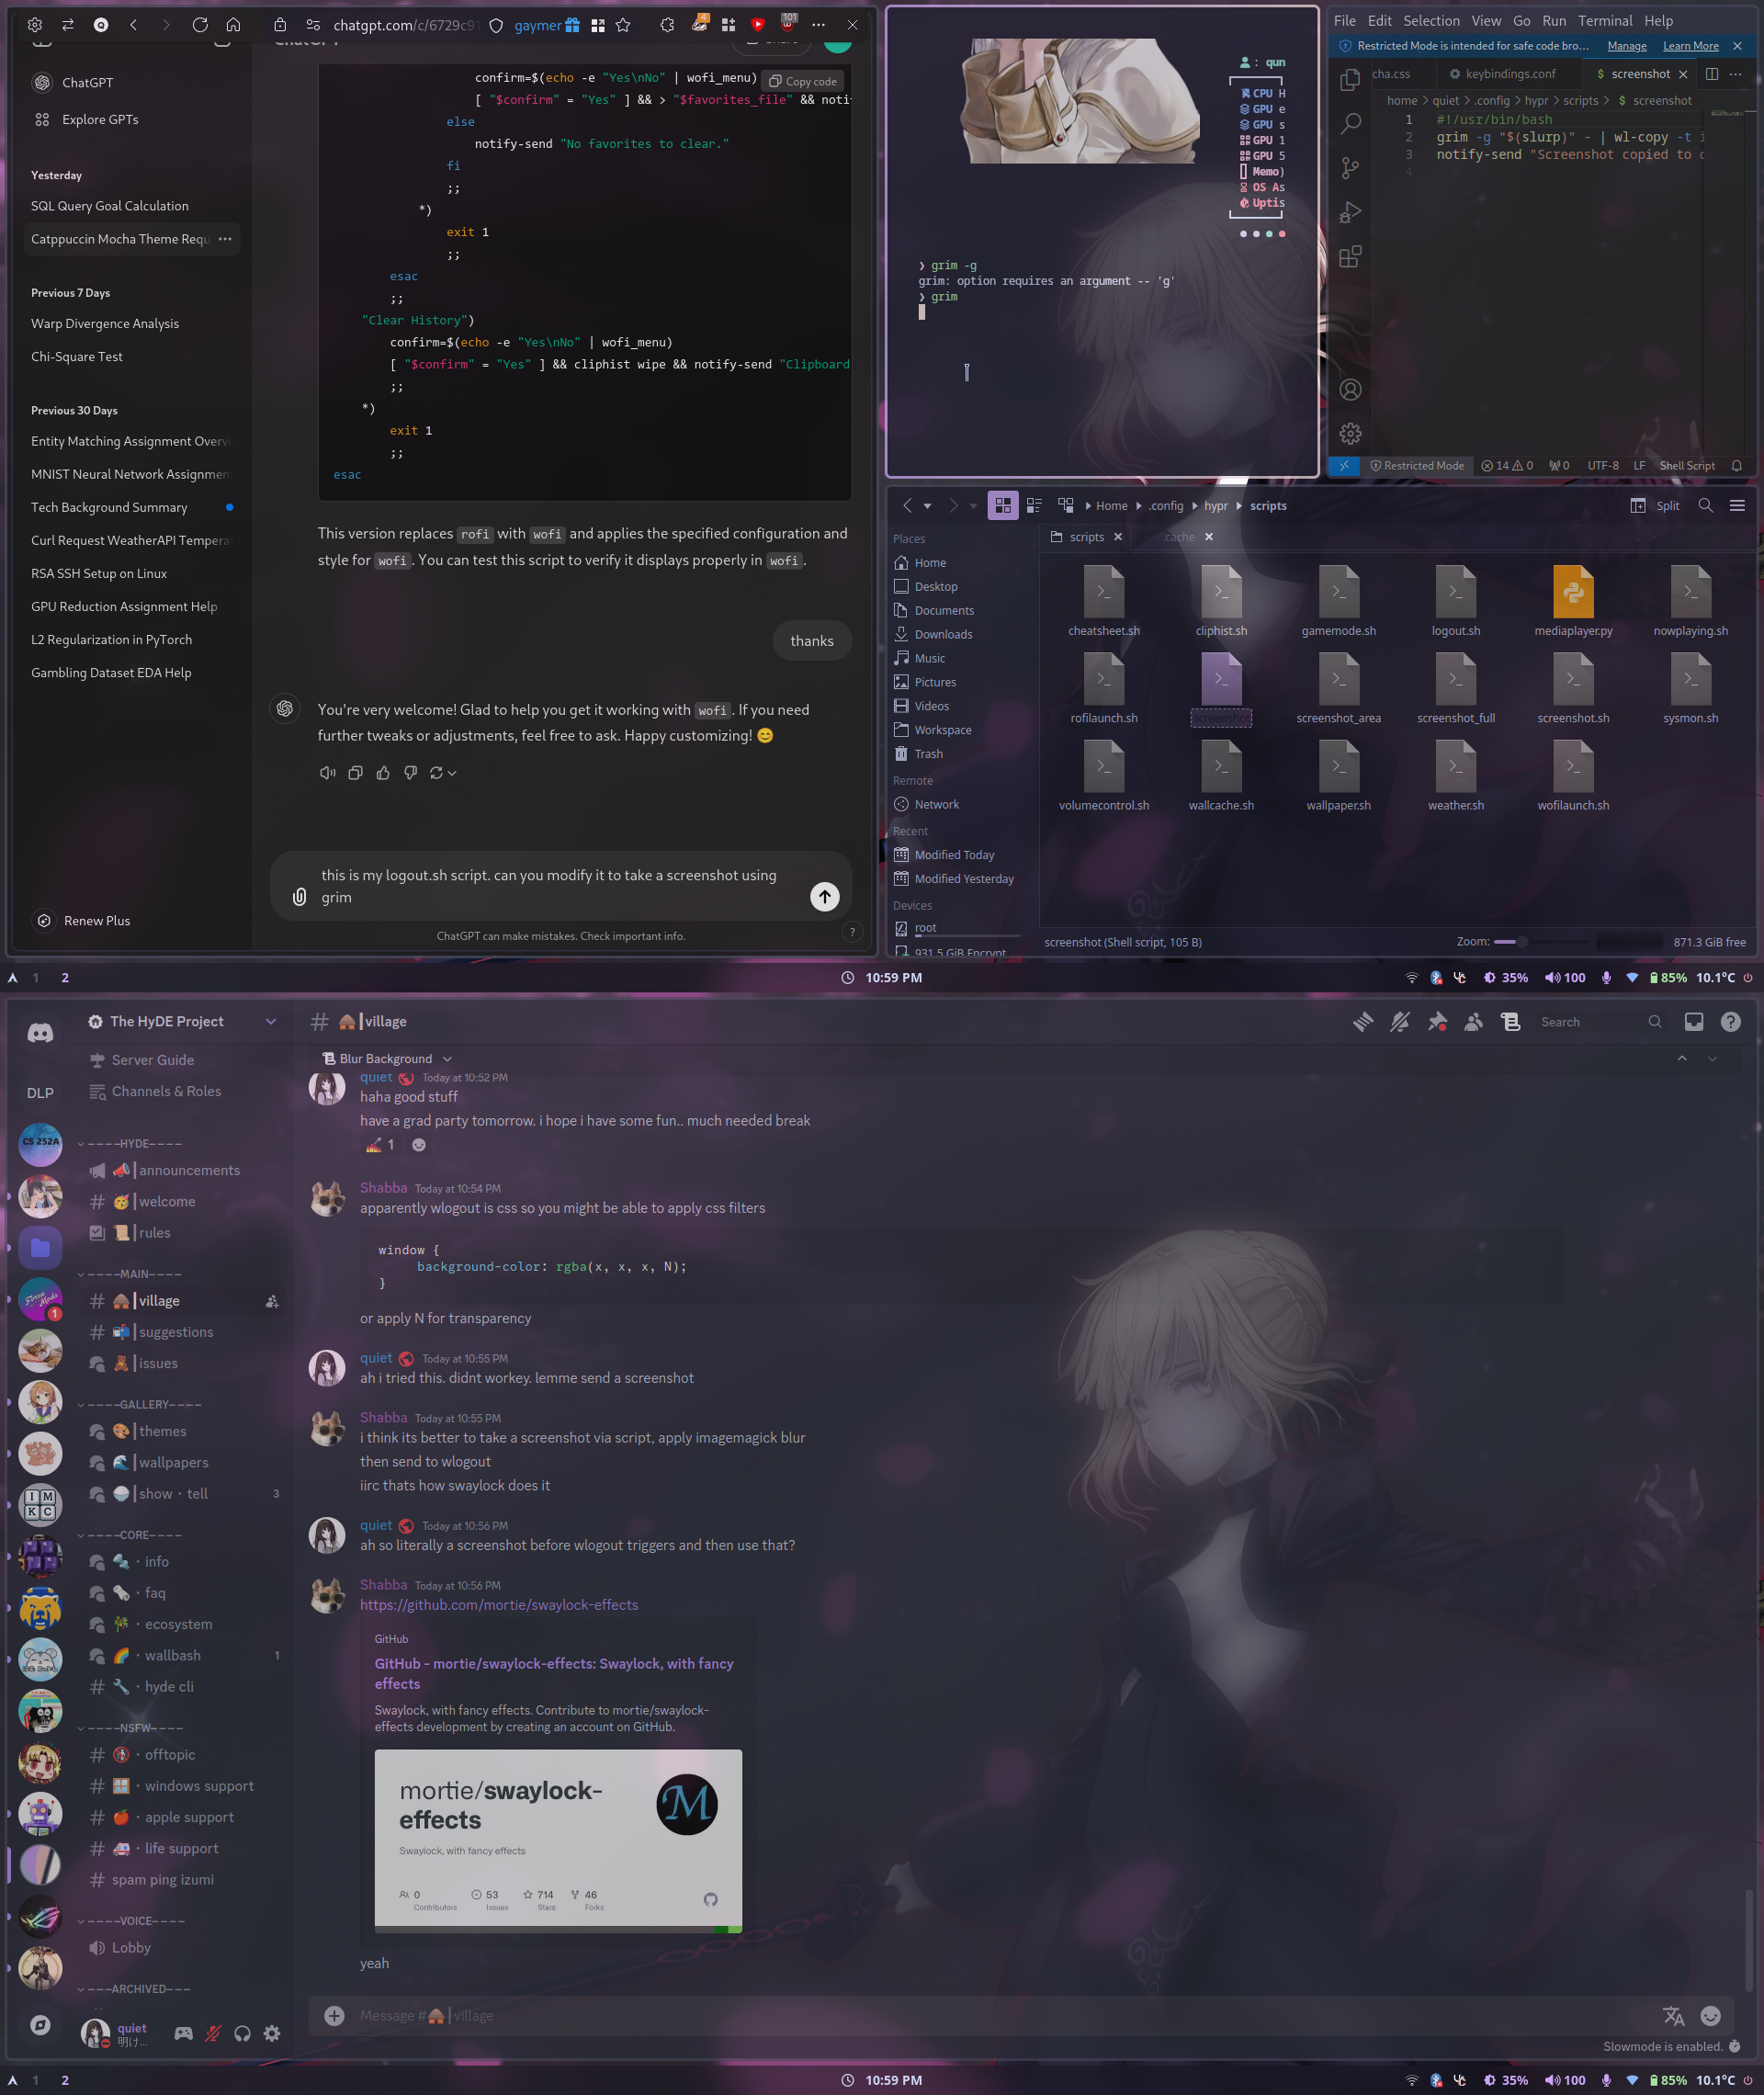 chatgpt.com/c/6729c9
gaymer
4
101
ChatGPT
Explore GPTs
Yesterday
SQL Query Goal Calculation
Catppuccin Mocha Theme Requ
Previous 7 Days
Warp Divergence Analysis
Chi-Square Test
Previous 30 Days
Entity Matching Assignment Overvi
MNIST Neural Network Assignmen
Tech Background Summary
Curl Request WeatherAPI Tempera
RSA SSH Setup on Linux
GPU Reduction Assignment Help
L2 Regularization in PyTorch
Gambling Dataset EDA Help
Renew Plus
Copy code
confirm=$(echo -e "Yes\nNo" | wofi_menu)
[ "$confirm" = "Yes" ] && > "$favorites_file" && noti
else
notify-send "No favorites to clear."
fi
;;
*)
exit 1
;;
esac
;;
"Clear History")
confirm=$(echo -e "Yes\nNo" | wofi_menu)
[ "$confirm" = "Yes" ] && cliphist wipe && notify-send "Clipboard
;;
*)
exit 1
;;
esac
This version replaces rofi with wofi and applies the specified configuration and
style for wofi. You can test this script to verify it displays properly in wofi.
thanks
You're very welcome! Glad to help you get it working with wofi. If you need
further tweaks or adjustments, feel free to ask. Happy customizing! 😊
this is my logout.sh script. can you modify it to take a screenshot using
grim
ChatGPT can make mistakes. Check important info.
?
: qun
CPU H
GPU e
GPU s
GPU 1
GPU 5
Memo)
OS As
Uptis
❯ grim -g
grim: option requires an argument -- 'g'
❯ grim
File Edit Selection View Go Run Terminal Help
Restricted Mode is intended for safe code bro... Manage Learn More
cha.css keybindings.conf $ screenshot
home > quiet > .config > hypr > scripts > $ screenshot
1 #!/usr/bin/bash
2 grim -g "$(slurp)" - | wl-copy -t i
3 notify-send "Screenshot copied to c
4
Restricted Mode 14 0 0 UTF-8 LF Shell Script
Home .config hypr scripts
Split
Places
Home
Desktop
Documents
Downloads
Music
Pictures
Videos
Workspace
Trash
Remote
Network
Recent
Modified Today
Modified Yesterday
Devices
root
931.5 GiB Encrypt
scripts .cache
cheatsheet.sh cliphist.sh gamemode.sh logout.sh mediaplayer.py nowplaying.sh
rofilaunch.sh screenshot screenshot_area screenshot_full screenshot.sh sysmon.sh
volumecontrol.sh wallcache.sh wallpaper.sh weather.sh wofilaunch.sh
screenshot (Shell script, 105 B)
Zoom:
871.3 GiB free
1 2
10:59 PM
35% 100 85% 10.1°C
DLP
CS 252A
1
The HyDE Project
Server Guide
Channels & Roles
----HYDE----
📣┃announcements
🥳┃welcome
📜┃rules
----MAIN----
🛖┃village
📬┃suggestions
🧸┃issues
----GALLERY----
🎨┃themes
🌊┃wallpapers
🍚┃show・tell 3
----CORE----
🔩・info
🗞️・faq
🎋・ecosystem
🌈・wallbash 1
🔧・hyde cli
----NSFW----
🚷・offtopic
🪟・windows support
🍎・apple support
🚑・life support
spam ping izumi
----VOICE----
Lobby
----ARCHIVED---
quiet
明け...
🛖┃village
Search
Blur Background
quiet Today at 10:52 PM
haha good stuff
have a grad party tomorrow. i hope i have some fun.. much needed break
1
Shabba Today at 10:54 PM
apparently wlogout is css so you might be able to apply css filters
window {
background-color: rgba(x, x, x, N);
}
or apply N for transparency
quiet Today at 10:55 PM
ah i tried this. didnt workey. lemme send a screenshot
Shabba Today at 10:55 PM
i think its better to take a screenshot via script, apply imagemagick blur
then send to wlogout
iirc thats how swaylock does it
quiet Today at 10:56 PM
ah so literally a screenshot before wlogout triggers and then use that?
Shabba Today at 10:56 PM
https://github.com/mortie/swaylock-effects
GitHub
GitHub - mortie/swaylock-effects: Swaylock, with fancy
effects
Swaylock, with fancy effects. Contribute to mortie/swaylock-
effects development by creating an account on GitHub.
mortie/swaylock-
effects
Swaylock, with fancy effects
0 Contributors
53 Issues
714 Stars
46 Forks
yeah
Message #🛖┃village
Slowmode is enabled.
1 2
10:59 PM
35% 100 85% 10.1°C